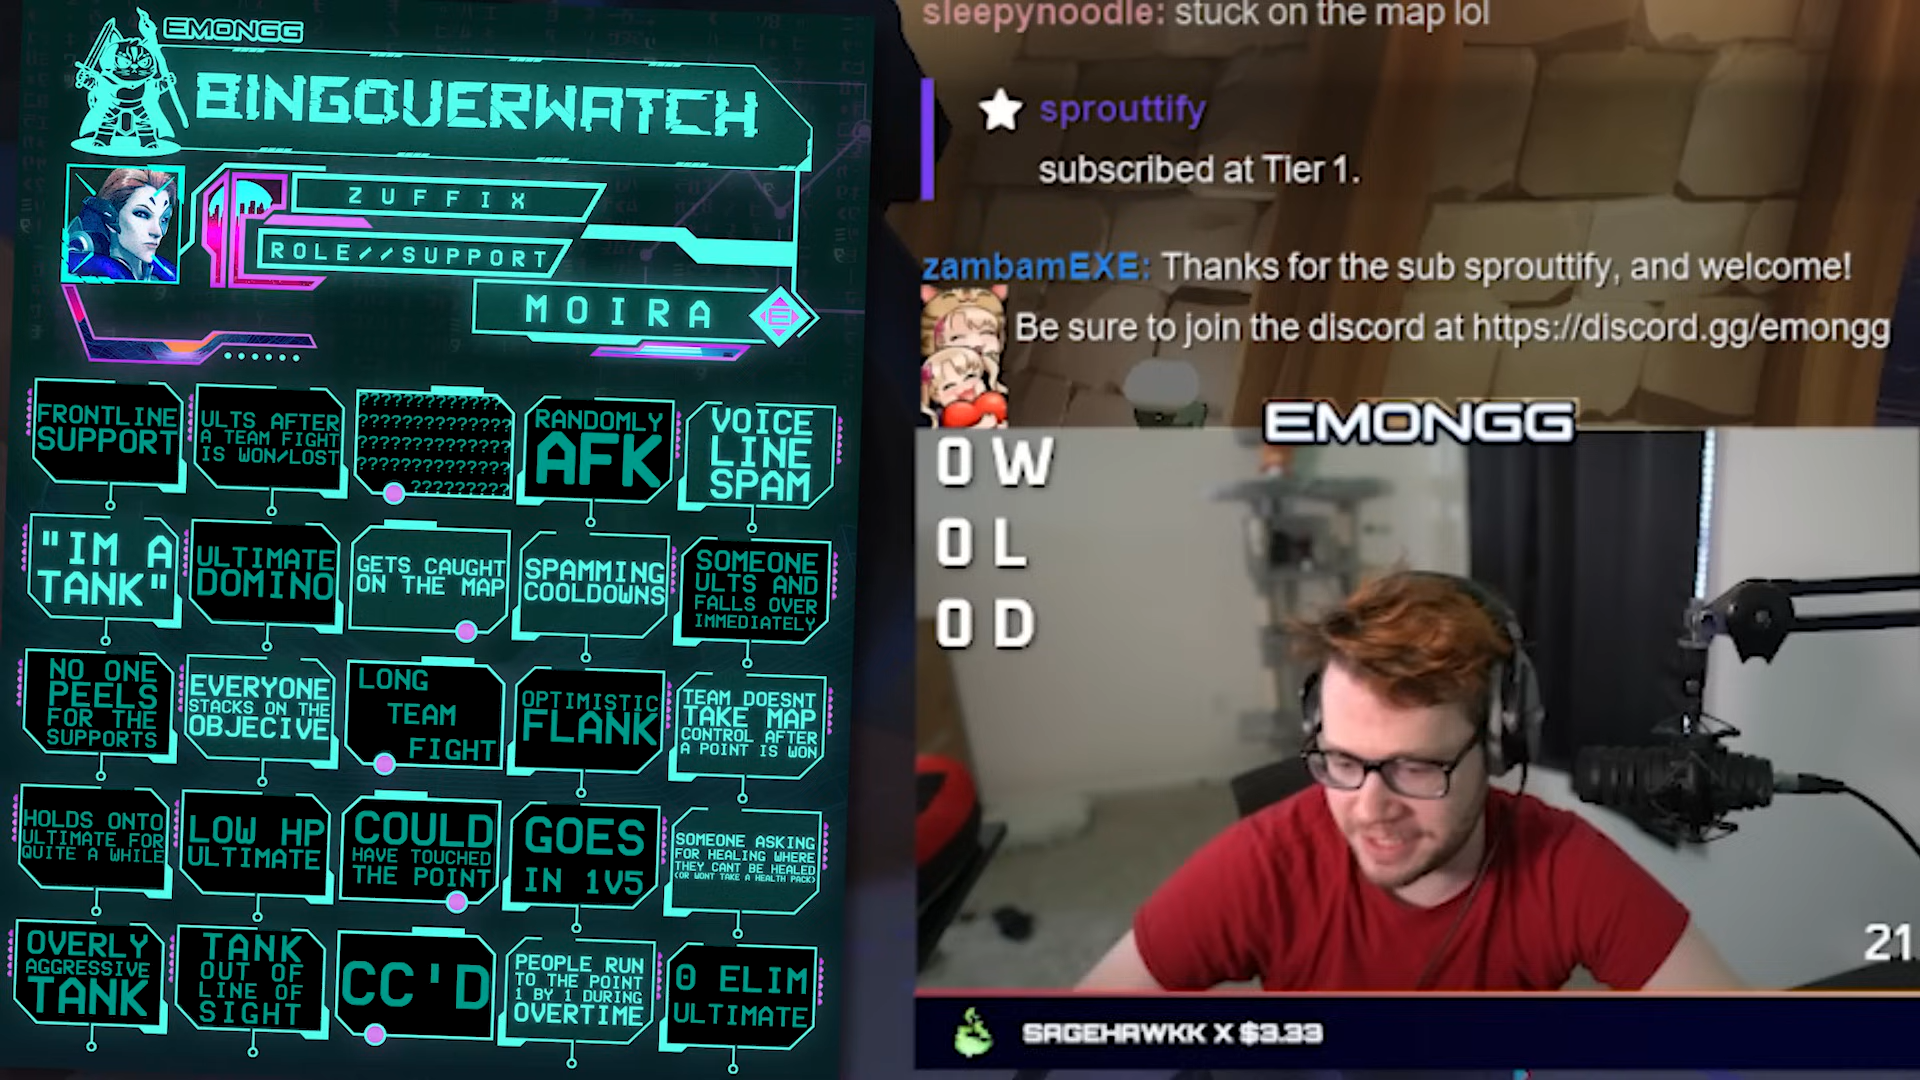 EMONGG
BINGOVERWATCH
ZUFFIX
ROLE//SUPPORT
MOIRA
E
FRONTLINE
SUPPORT
ULTS AFTER
A TEAM FIGHT
IS WON/LOST
??????????????
??????????????
??????????????
??????????????
?????????
RANDOMLY
AFK
VOICE
LINE
SPAM
"IM A
TANK"
ULTIMATE
DOMINO
GETS CAUGHT
ON THE MAP
SPAMMING
COOLDOWNS
SOMEONE
ULTS AND
FALLS OVER
IMMEDIATELY
NO ONE
PEELS
FOR THE
SUPPORTS
EVERYONE
STACKS ON THE
OBJECIVE
LONG
TEAM
FIGHT
OPTIMISTIC
FLANK
TEAM DOESNT
TAKE MAP
CONTROL AFTER
A POINT IS WON
HOLDS ONTO
ULTIMATE FOR
QUITE A WHILE
LOW HP
ULTIMATE
COULD
HAVE TOUCHED
THE POINT
GOES
IN 1V5
SOMEONE ASKING
FOR HEALING WHERE
THEY CANT BE HEALED
(OR WONT TAKE A HEALTH PACK)
OVERLY
AGGRESSIVE
TANK
TANK
OUT OF
LINE OF
SIGHT
CC'D
PEOPLE RUN
TO THE POINT
1 BY 1 DURING
OVERTIME
0 ELIM
ULTIMATE
sleepynoodle: stuck on the map lol
sprouttify
subscribed at Tier 1.
zambamEXE: Thanks for the sub sprouttify, and welcome!
Be sure to join the discord at https://discord.gg/emongg
EMONGG
0 W
0 L
0 D
21
SAGEHAWKK X $3.33